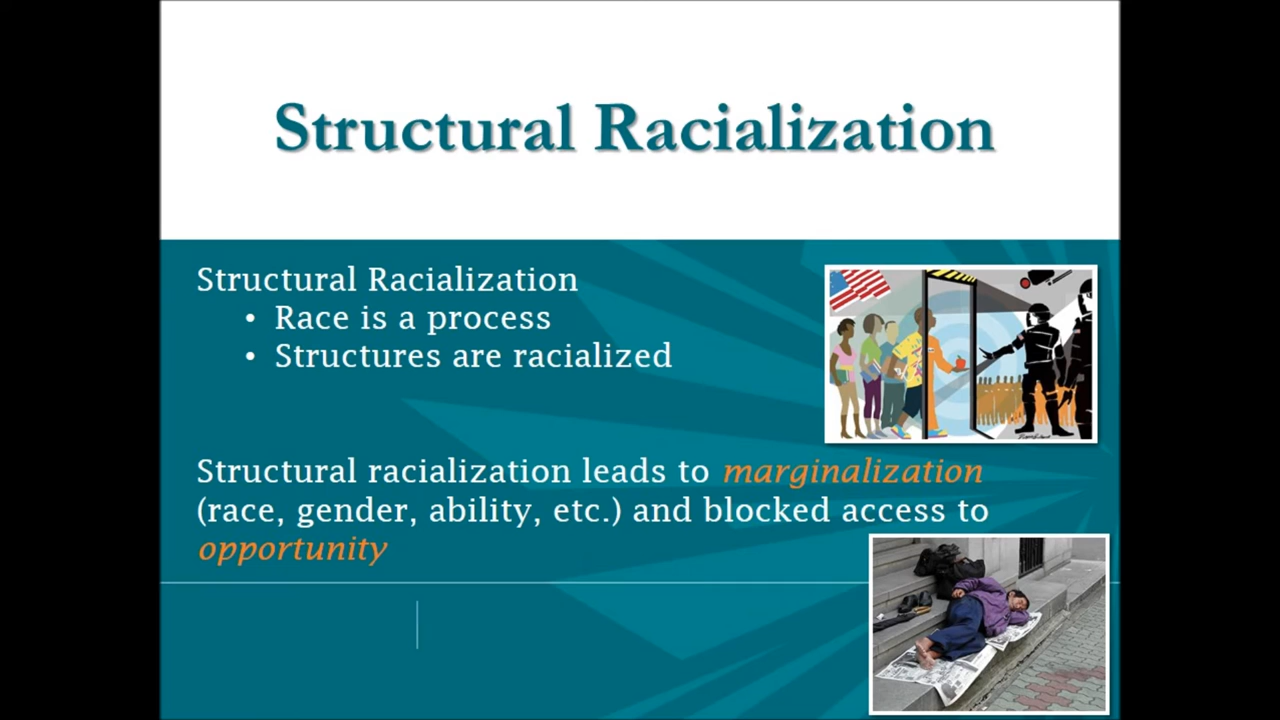 Structural Racialization
Structural Racialization
• Race is a process
• Structures are racialized
Structural racialization leads to marginalization
(race, gender, ability, etc.) and blocked access to
opportunity